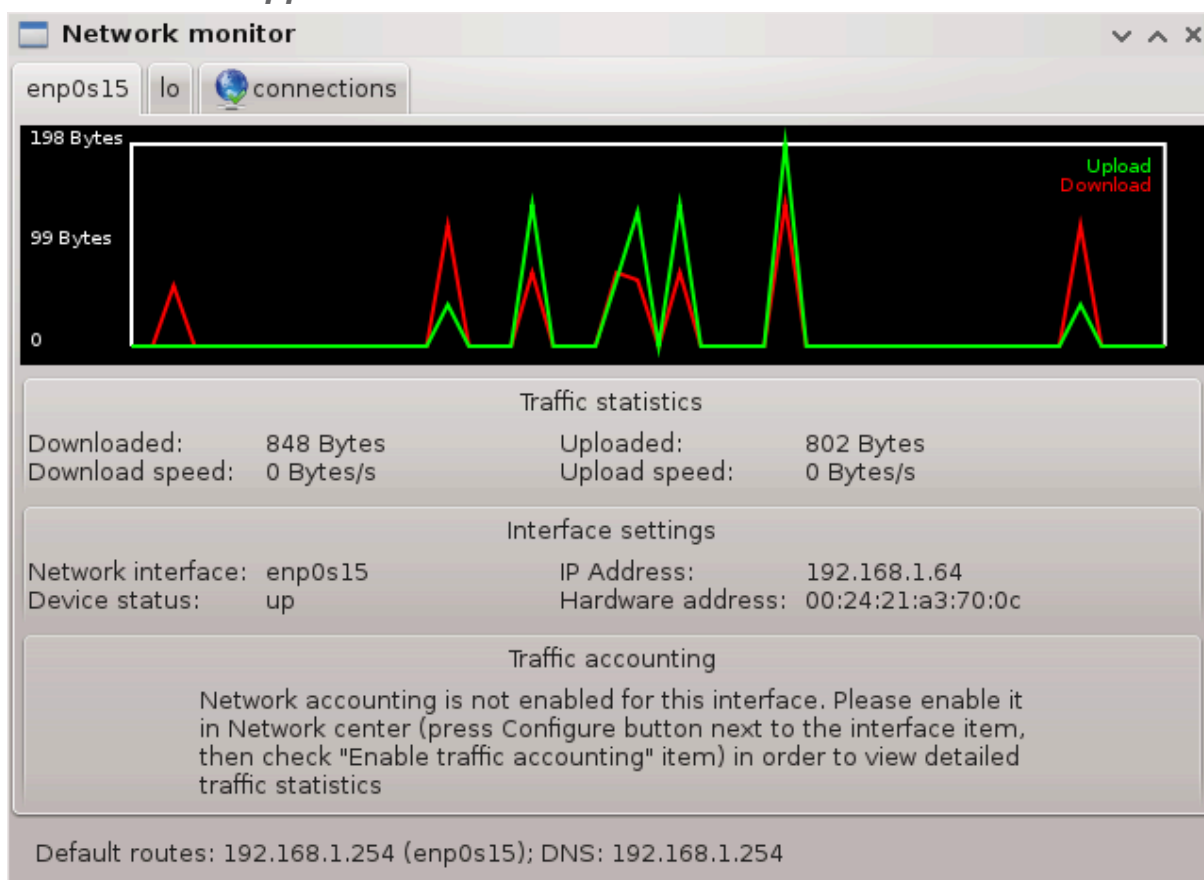 Network monitor
enp0s15 lo connections
198 Bytes
Upload
Download
99 Bytes
0
Traffic statistics
Downloaded: 848 Bytes Uploaded: 802 Bytes
Download speed: 0 Bytes/s Upload speed: 0 Bytes/s
Interface settings
Network interface: enp0s15 IP Address: 192.168.1.64
Device status: up Hardware address: 00:24:21:a3:70:0c
Traffic accounting
Network accounting is not enabled for this interface. Please enable it
in Network center (press Configure button next to the interface item,
then check "Enable traffic accounting" item) in order to view detailed
traffic statistics
Default routes: 192.168.1.254 (enp0s15); DNS: 192.168.1.254